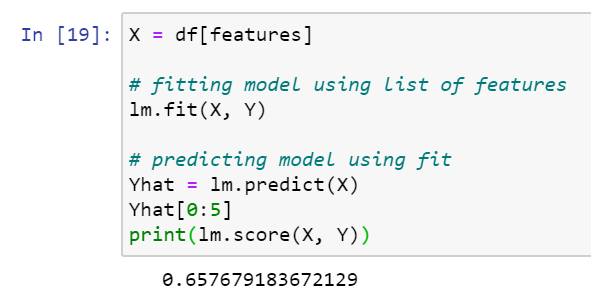 In [19]: X = df[features]
# fitting model using list of features
lm.fit(X, Y)
# predicting model using fit
Yhat = lm.predict(X)
Yhat[0:5]
print(lm.score(X, Y))
0.657679183672129